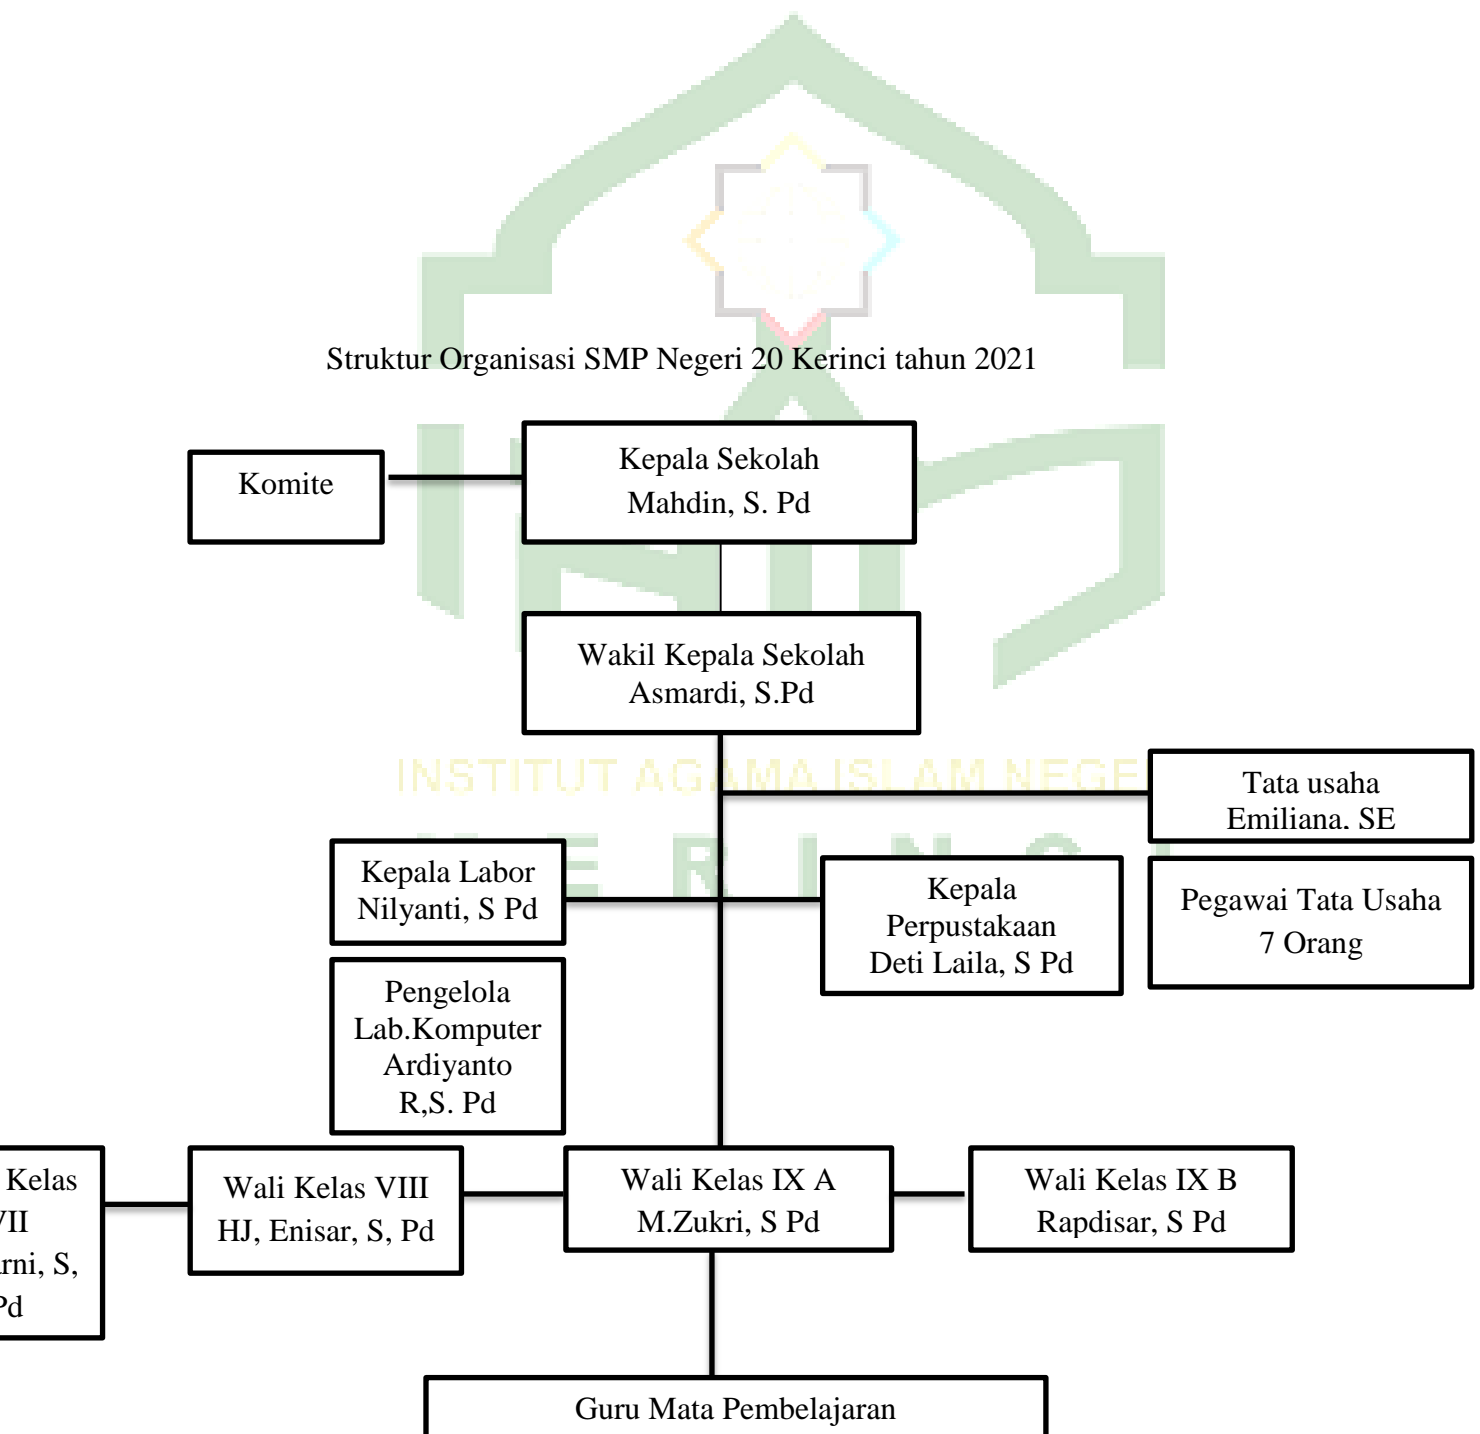 Struktur Organisasi SMP Negeri 20 Kerinci tahun 2021
Komite
Kepala Sekolah
Mahdin, S. Pd
Wakil Kepala Sekolah
Asmardi, S.Pd
INSTITUT AGAMA ISLAM
Tata usaha
Emiliana, SE
Kepala Labor
Nilyanti, S Pd
Kepala
Perpustakaan
Deti Laila, S Pd
Pegawai Tata Usaha
7 Orang
Pengelola
Lab.Komputer
Ardiyanto
R,S. Pd
Kelas
S,
Pd
Wali Kelas VIII
HJ, Enisar, S, Pd
Wali Kelas IX A
M.Zukri, S Pd
Wali Kelas IX B
Rapdisar, S Pd
Guru Mata Pembelajaran